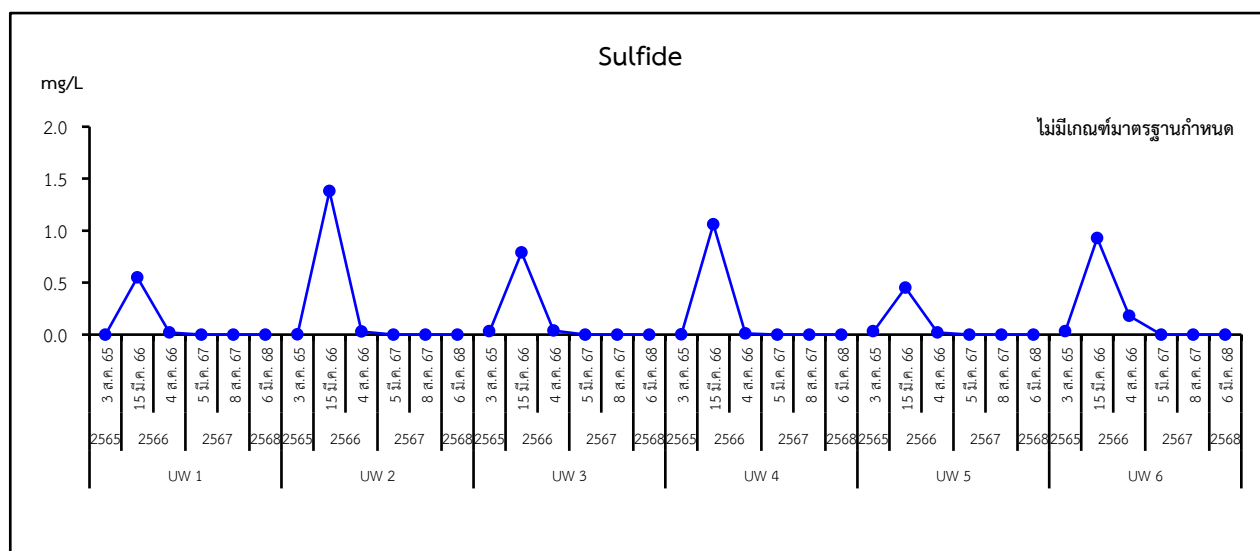 Sulfide
mg/L
ไม่มีเกณฑ์มาตรฐานกำหนด
2.0
1.5
1.0
0.5
0.0
3 ส.ค. 65 15 มี.ค. 66 4 ส.ค. 66 5 มี.ค. 67 8 ส.ค. 67 6 มี.ค. 68 3 ส.ค. 65 15 มี.ค. 66 4 ส.ค. 66 5 มี.ค. 67 8 ส.ค. 67 6 มี.ค. 68 3 ส.ค. 65 15 มี.ค. 66 4 ส.ค. 66 5 มี.ค. 67 8 ส.ค. 67 6 มี.ค. 68 3 ส.ค. 65 15 มี.ค. 66 4 ส.ค. 66 5 มี.ค. 67 8 ส.ค. 67 6 มี.ค. 68 3 ส.ค. 65 15 มี.ค. 66 4 ส.ค. 66 5 มี.ค. 67 8 ส.ค. 67 6 มี.ค. 68 3 ส.ค. 65 15 มี.ค. 66 4 ส.ค. 66 5 มี.ค. 67 8 ส.ค. 67 6 มี.ค. 68
2565 2566 2567 2568 2565 2566 2567 2568 2565 2566 2567 2568 2565 2566 2567 2568 2565 2566 2567 2568 2565 2566 2567 2568
UW 1 UW 2 UW 3 UW 4 UW 5 UW 6